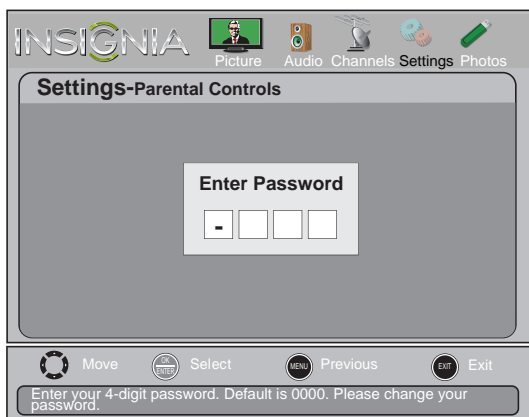 INSIGNIA
Picture Audio Channels Settings Photos
Settings-Parental Controls
Enter Password
-
Move OK ENTER Select MENU Previous EXIT Exit
Enter your 4-digit password. Default is 0000. Please change your
password.